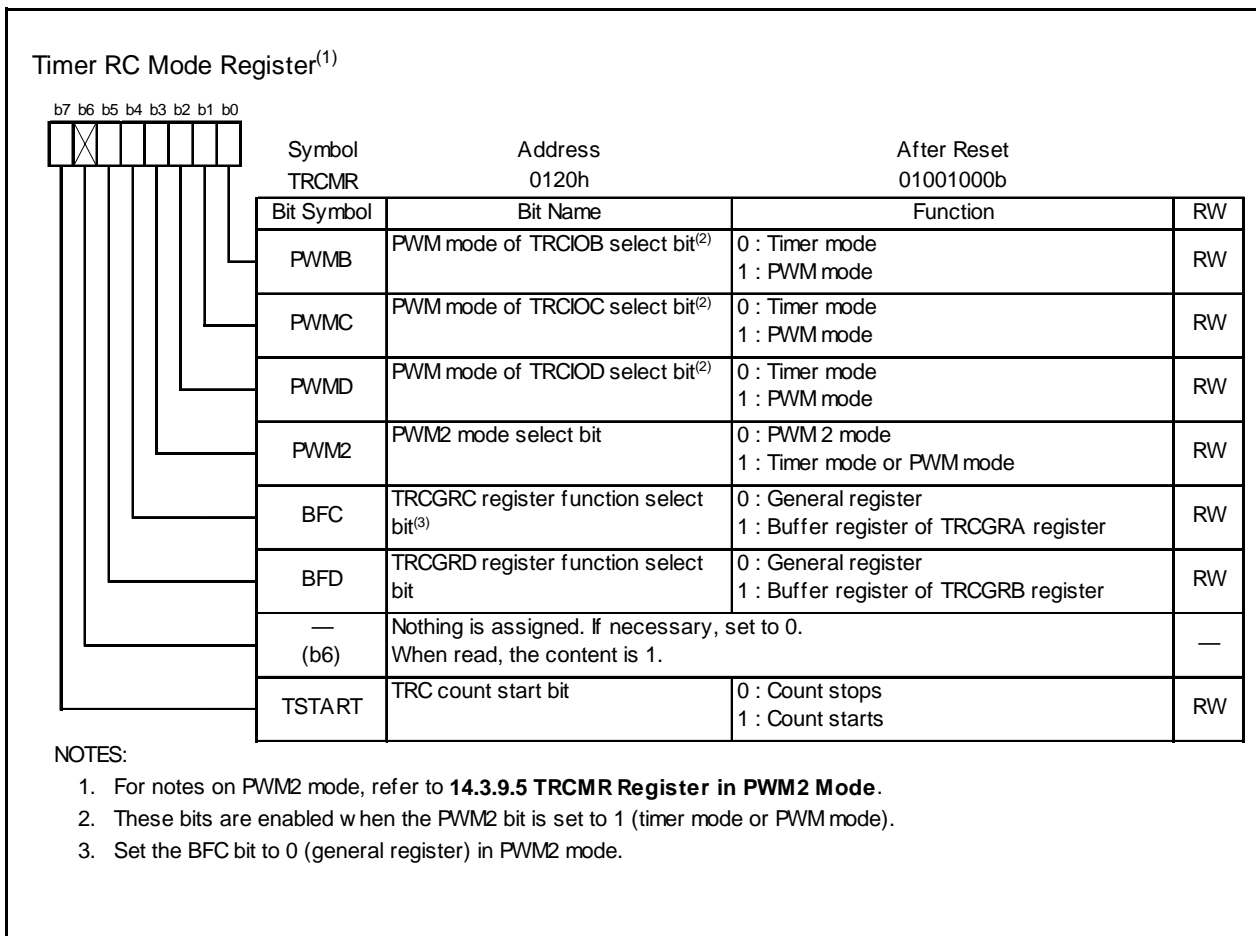 Timer RC Mode Register(1)
b7 b6 b5 b4 b3 b2 b1 b0
Symbol Address After Reset
TRCMR 0120h 01001000b
Bit Symbol Bit Name Function RW
PWMB PWM mode of TRCIOB select bit(2) 0 : Timer mode RW
1 : PWM mode
PWMC PWM mode of TRCIOC select bit(2) 0 : Timer mode RW
1 : PWM mode
PWMD PWM mode of TRCIOD select bit(2) 0 : Timer mode RW
1 : PWM mode
PWM2 PWM2 mode select bit 0 : PWM 2 mode RW
1 : Timer mode or PWM mode
BFC TRCGRC register function select 0 : General register RW
bit(3) 1 : Buffer register of TRCGRA register
BFD TRCGRD register function select 0 : General register RW
bit 1 : Buffer register of TRCGRB register
— Nothing is assigned. If necessary, set to 0. —
(b6) When read, the content is 1.
TSTART TRC count start bit 0 : Count stops RW
1 : Count starts
NOTES:
1. For notes on PWM2 mode, refer to 14.3.9.5 TRCMR Register in PWM2 Mode.
2. These bits are enabled when the PWM2 bit is set to 1 (timer mode or PWM mode).
3. Set the BFC bit to 0 (general register) in PWM2 mode.